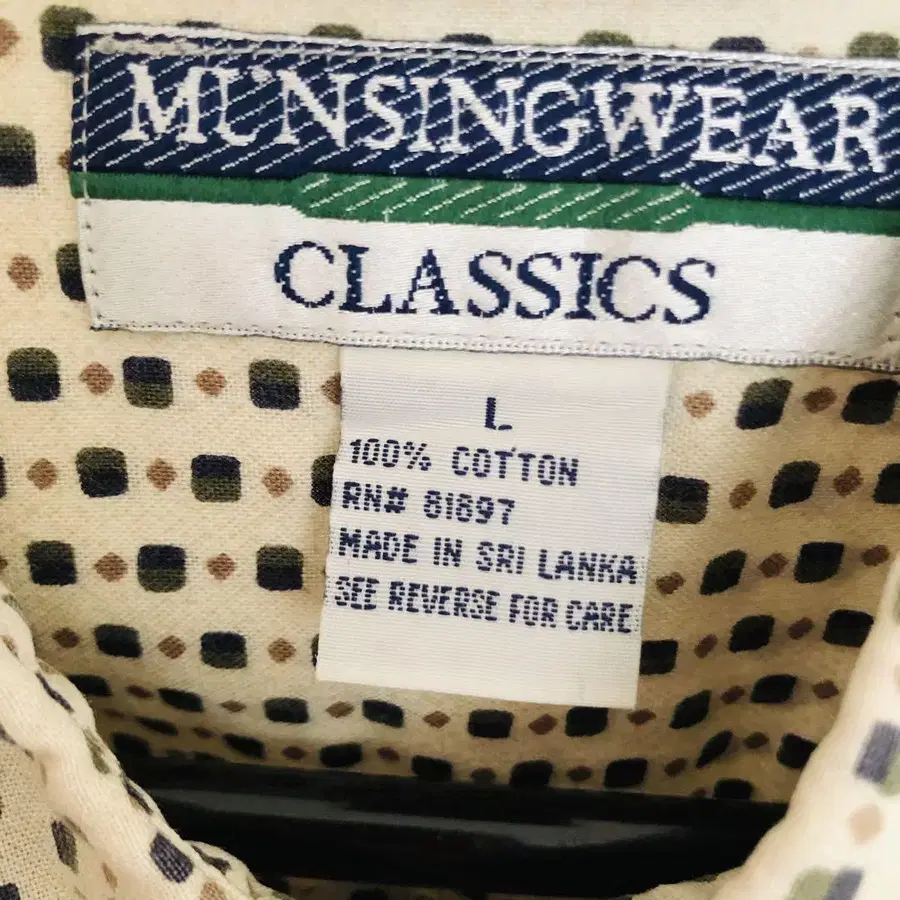 MUNSINGWEAR
CLASSICS
L
100% COTTON
RN# 81897
MADE IN SRI LANKA
SEE REVERSE FOR CARE